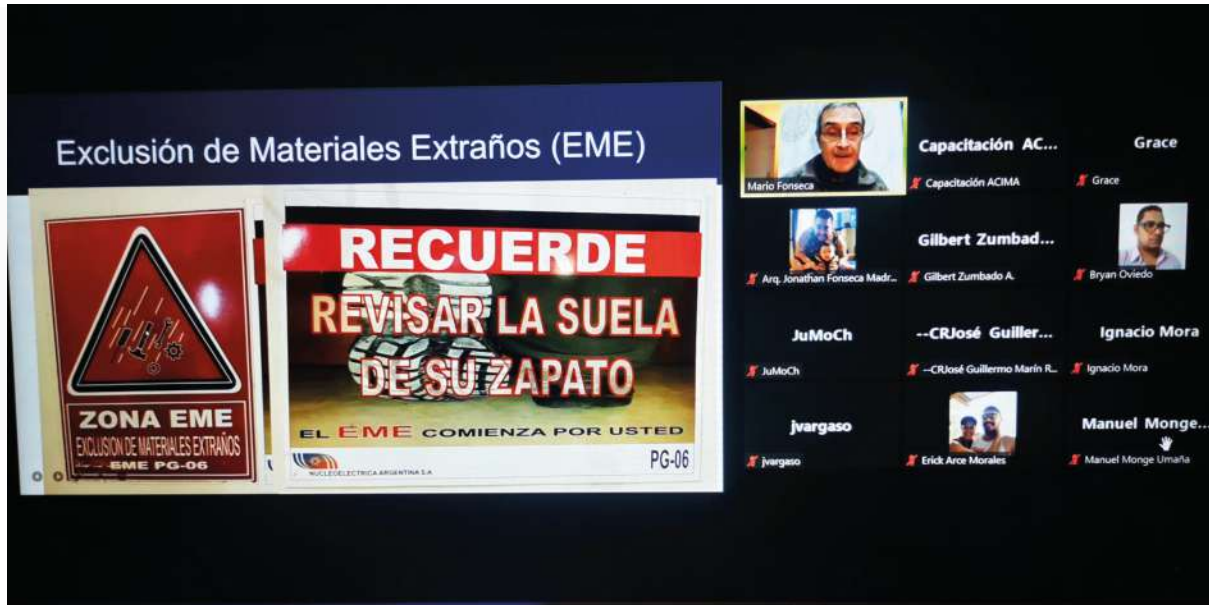 Exclusión de Materiales Extraños (EME)
ZONA EME
EXCLUSION DE MATERIALES EXTRAÑOS
EME PG-06
RECUERDE
REVISAR LA SUELA
DE SU ZAPATO
EL EME COMIENZA POR USTED
NUCLEOELECTRICA ARGENTINA S.A
PG-06
Mario Fonseca
Capacitación AC...
Capacitación ACIMA
Grace
Grace
Arq. Jonathan Fonseca Madr...
Gilbert Zumbad...
Gilbert Zumbado A.
Bryan Oviedo
JuMoCh
JuMoCh
--CRJosé Guiller...
--CRJosé Guillermo Marín R...
Ignacio Mora
Ignacio Mora
jvargaso
jvargaso
Erick Arce Morales
Manuel Monge...
Manuel Monge Umaña